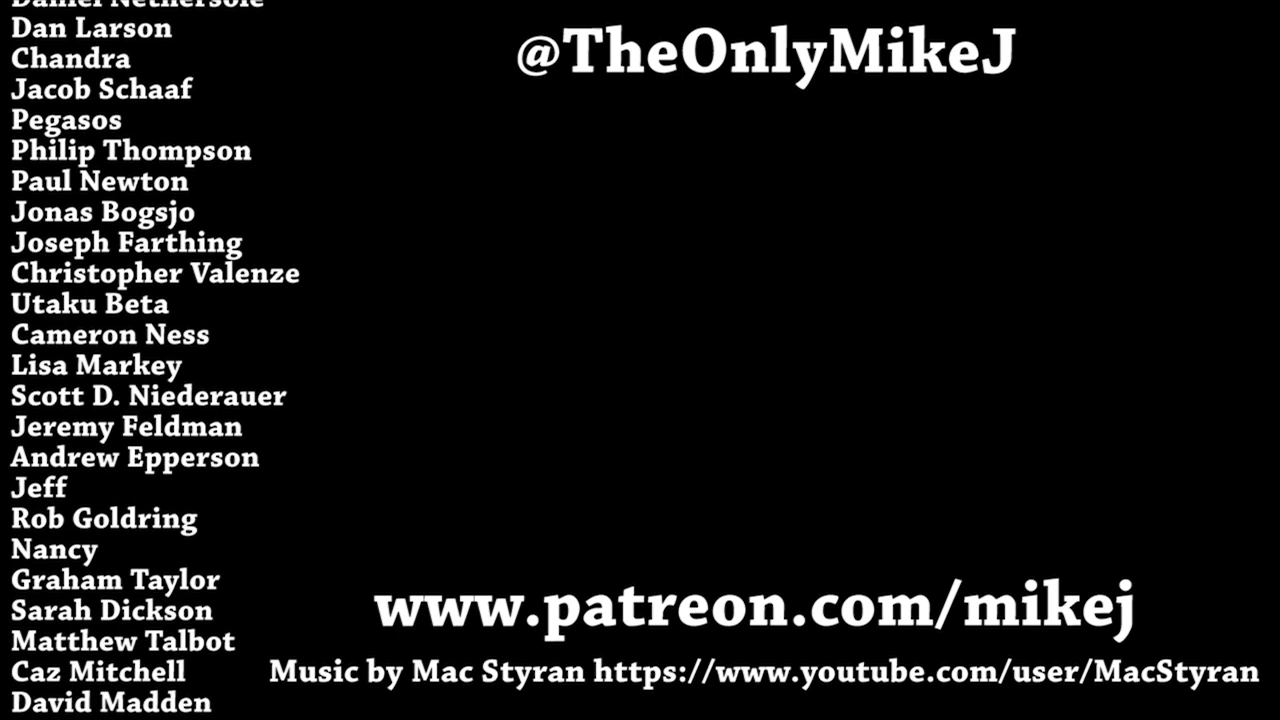 Daniel Nethersole
Dan Larson
Chandra
Jacob Schaaf
Pegasos
Philip Thompson
Paul Newton
Jonas Bogsjo
Joseph Farthing
Christopher Valenze
Utaku Beta
Cameron Ness
Lisa Markey
Scott D. Niederauer
Jeremy Feldman
Andrew Epperson
Jeff
Rob Goldring
Nancy
Graham Taylor
Sarah Dickson
Matthew Talbot
Caz Mitchell
David Madden
@TheOnlyMikeJ
www.patreon.com/mikej
Music by Mac Styran https://www.youtube.com/user/MacStyran